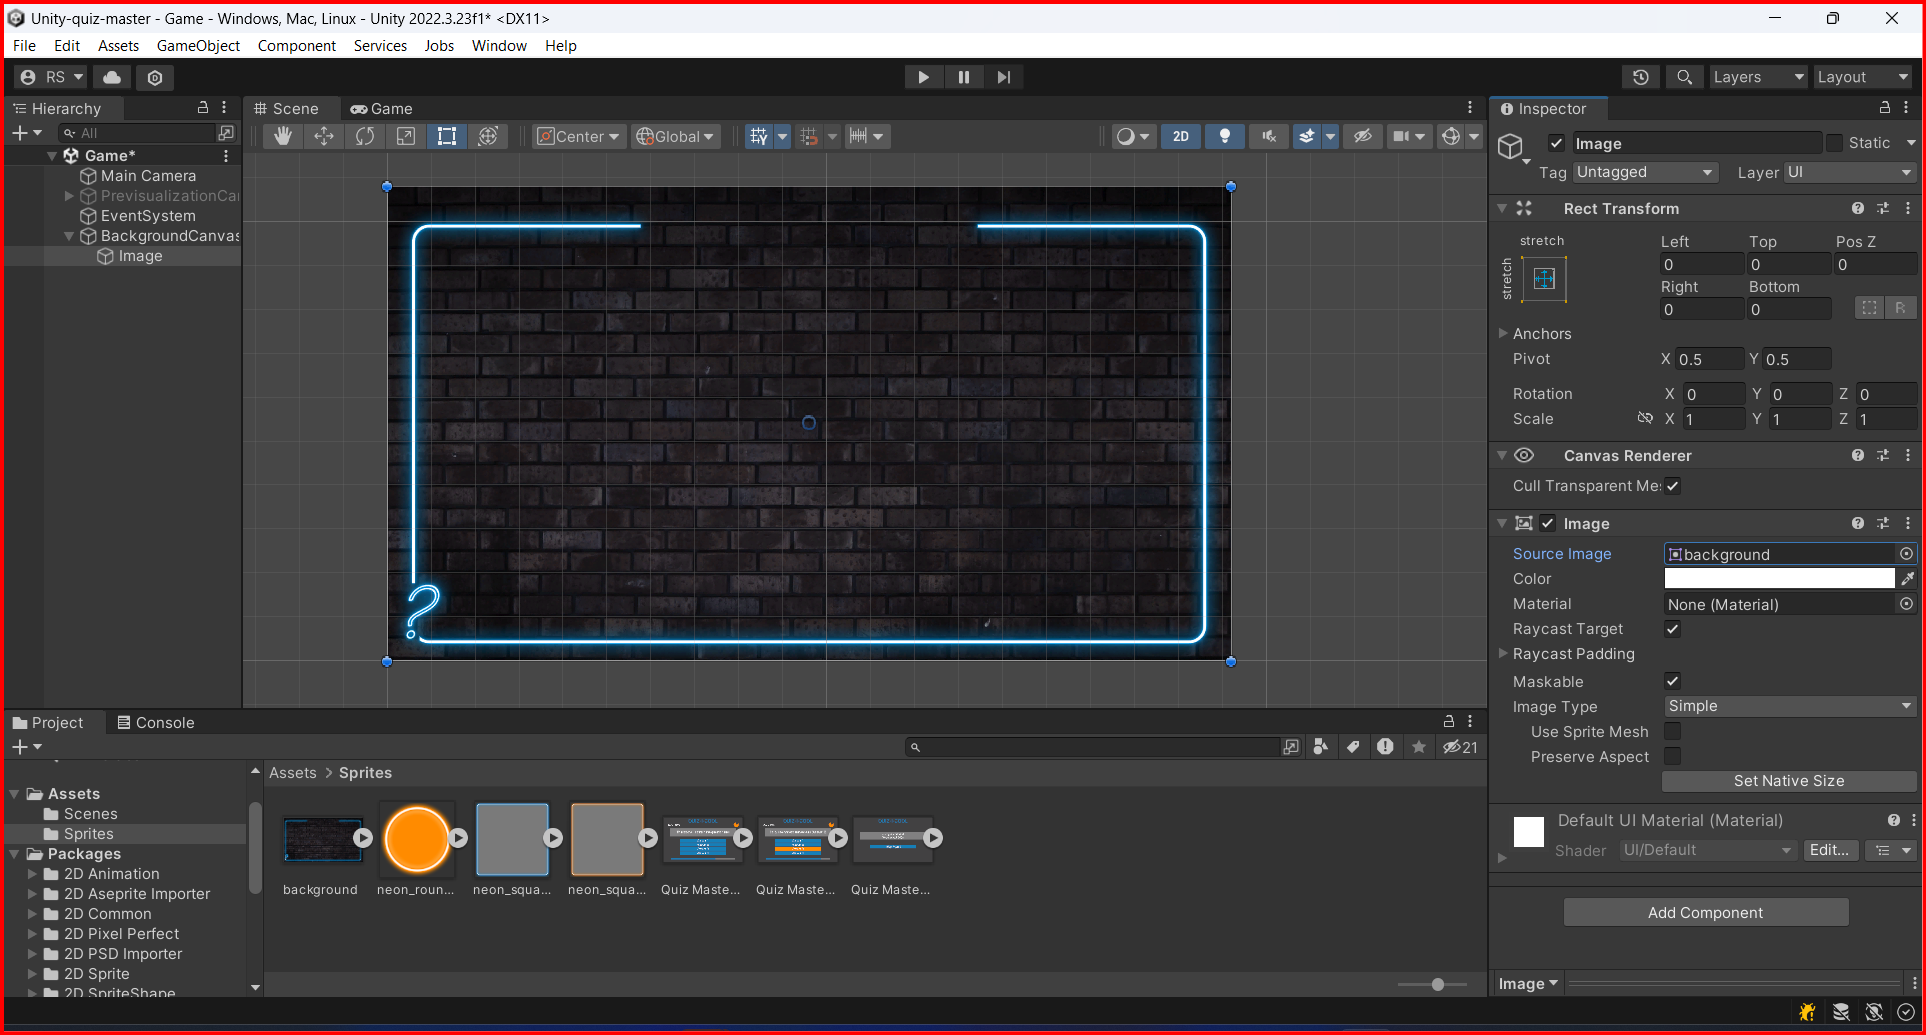 Unity-quiz-master - Game - Windows, Mac, Linux - Unity 2022.3.23f1* <DX11>
File Edit Assets GameObject Component Services Jobs Window Help
RS Layers Layout
Hierarchy
All
Game*
Main Camera
PrevisualizationCa
EventSystem
BackgroundCanvas
Image
Scene Game
Center Global 2D
Inspector
Image Static
Tag Untagged Layer UI
Rect Transform
stretch
stretch
Left Top Pos Z
0 0 0
Right Bottom
0 0 R
Anchors
Pivot X 0.5 Y 0.5
Rotation X 0 Y 0 Z 0
Scale X 1 Y 1 Z 1
Canvas Renderer
Cull Transparent Me
Image
Source Image background
Color
Material None (Material)
Raycast Target
Raycast Padding
Maskable
Image Type Simple
Use Sprite Mesh
Preserve Aspect
Set Native Size
Default UI Material (Material)
Shader UI/Default Edit...
Add Component
Image
?
Project Console
21
Assets
Scenes
Sprites
Packages
2D Animation
2D Aseprite Importer
2D Common
2D Pixel Perfect
2D PSD Importer
2D Sprite
2D SpriteShape
Assets > Sprites
background neon_roun... neon_squa... neon_squa... Quiz Maste... Quiz Maste... Quiz Maste...